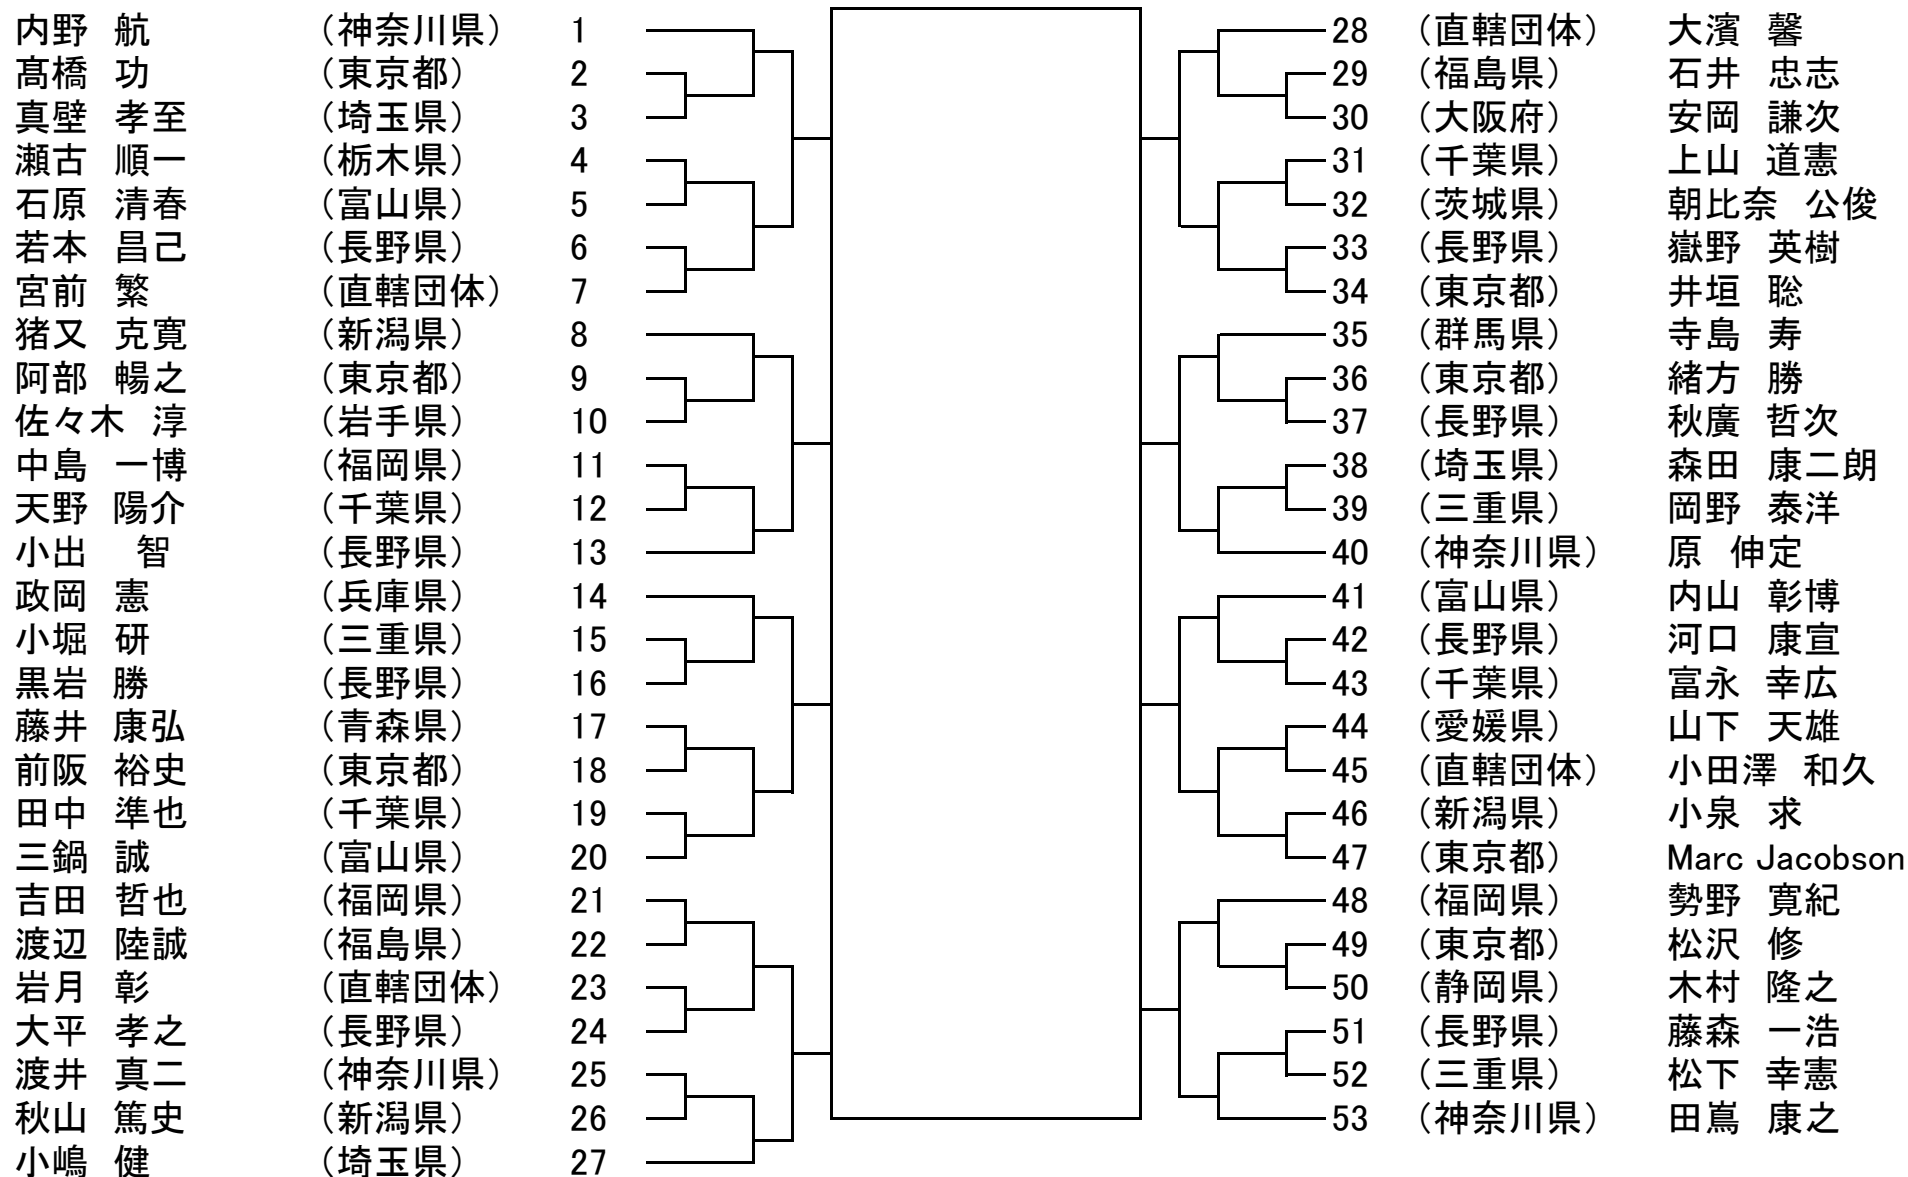 内野 航 （神奈川県） 1
髙橋 功 （東京都） 2
真壁 孝至 （埼玉県） 3
瀬古 順一 （栃木県） 4
石原 清春 （富山県） 5
若本 昌己 （長野県） 6
宮前 繁 （直轄団体） 7
猪又 克寛 （新潟県） 8
阿部 暢之 （東京都） 9
佐々木 淳 （岩手県） 10
中島 一博 （福岡県） 11
天野 陽介 （千葉県） 12
小出 智 （長野県） 13
政岡 憲 （兵庫県） 14
小堀 研 （三重県） 15
黒岩 勝 （長野県） 16
藤井 康弘 （青森県） 17
前阪 裕史 （東京都） 18
田中 準也 （千葉県） 19
三鍋 誠 （富山県） 20
吉田 哲也 （福岡県） 21
渡辺 陸誠 （福島県） 22
岩月 彰 （直轄団体） 23
大平 孝之 （長野県） 24
渡井 真二 （神奈川県） 25
秋山 篤史 （新潟県） 26
小嶋 健 （埼玉県） 27
28 （直轄団体） 大濱 馨
29 （福島県） 石井 忠志
30 （大阪府） 安岡 謙次
31 （千葉県） 上山 道憲
32 （茨城県） 朝比奈 公俊
33 （長野県） 嶽野 英樹
34 （東京都） 井垣 聡
35 （群馬県） 寺島 寿
36 （東京都） 緒方 勝
37 （長野県） 秋廣 哲次
38 （埼玉県） 森田 康二朗
39 （三重県） 岡野 泰洋
40 （神奈川県） 原 伸定
41 （富山県） 内山 彰博
42 （長野県） 河口 康宣
43 （千葉県） 富永 幸広
44 （愛媛県） 山下 天雄
45 （直轄団体） 小田澤 和久
46 （新潟県） 小泉 求
47 （東京都） Marc Jacobson
48 （福岡県） 勢野 寛紀
49 （東京都） 松沢 修
50 （静岡県） 木村 隆之
51 （長野県） 藤森 一浩
52 （三重県） 松下 幸憲
53 （神奈川県） 田嶌 康之